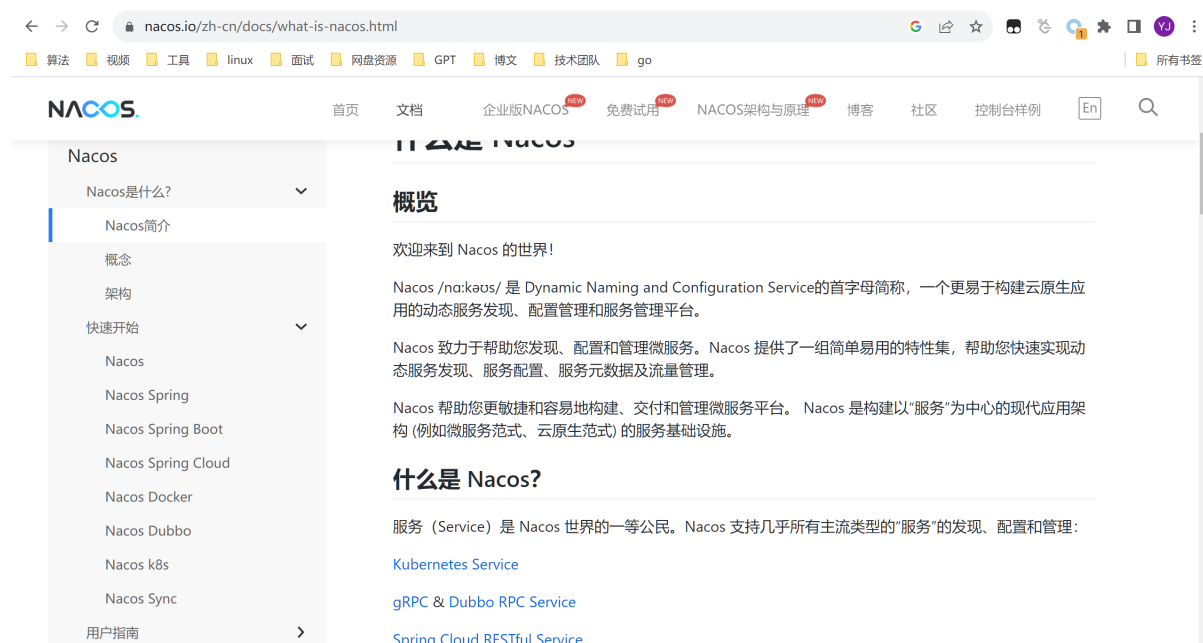 nacos.io/zh-cn/docs/what-is-nacos.html
1
YJ
算法 视频 工具 linux 面试 网盘资源 GPT 博文 技术团队 go 所有书签
NACOS.
首页 文档 企业版NACOS NEW 免费试用 NEW NACOS架构与原理 NEW 博客 社区 控制台样例 En
Nacos
Nacos是什么?
Nacos简介
概念
架构
快速开始
Nacos
Nacos Spring
Nacos Spring Boot
Nacos Spring Cloud
Nacos Docker
Nacos Dubbo
Nacos k8s
Nacos Sync
用户指南
什么是 Nacos
概览
欢迎来到 Nacos 的世界！
Nacos /nɑ:kəʊs/ 是 Dynamic Naming and Configuration Service的首字母简称，一个更易于构建云原生应
用的动态服务发现、配置管理和服务管理平台。
Nacos 致力于帮助您发现、配置和管理微服务。Nacos 提供了一组简单易用的特性集，帮助您快速实现动
态服务发现、服务配置、服务元数据及流量管理。
Nacos 帮助您更敏捷和容易地构建、交付和管理微服务平台。 Nacos 是构建以“服务”为中心的现代应用架
构 (例如微服务范式、云原生范式) 的服务基础设施。
什么是 Nacos？
服务（Service）是 Nacos 世界的一等公民。Nacos 支持几乎所有主流类型的“服务”的发现、配置和管理：
Kubernetes Service
gRPC & Dubbo RPC Service
Spring Cloud RESTful Service